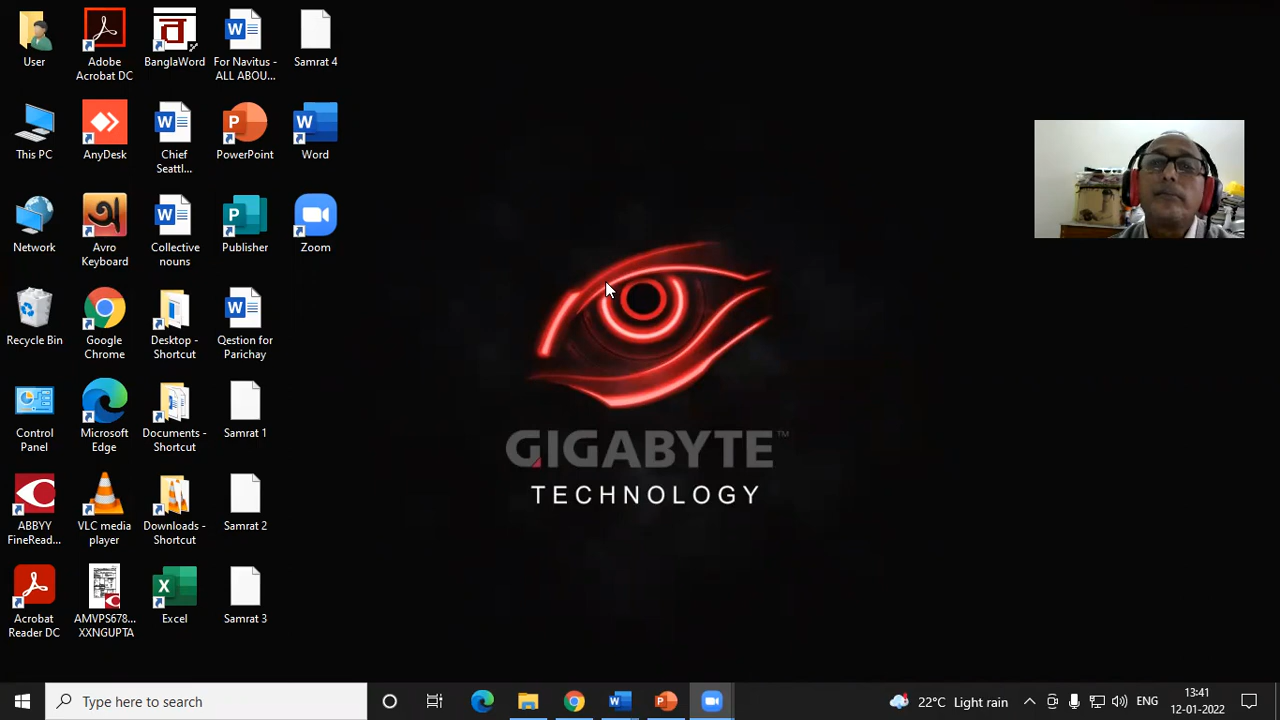 User
Adobe
Acrobat DC
BanglaWord
For Navitus -
ALL ABOU...
Samrat 4
This PC
AnyDesk
Chief
Seattl...
PowerPoint
Word
Network
Avro
Keyboard
Collective
nouns
Publisher
Zoom
Recycle Bin
Google
Chrome
Desktop -
Shortcut
Qestion for
Parichay
Control
Panel
Microsoft
Edge
Documents -
Shortcut
Samrat 1
ABBYY
FineRead...
VLC media
player
Downloads -
Shortcut
Samrat 2
Acrobat
Reader DC
AMVPS678...
XXNGUPTA
Excel
Samrat 3
GIGABYTE™
TECHNOLOGY
Type here to search
22°C Light rain
ENG
13:41
12-01-2022